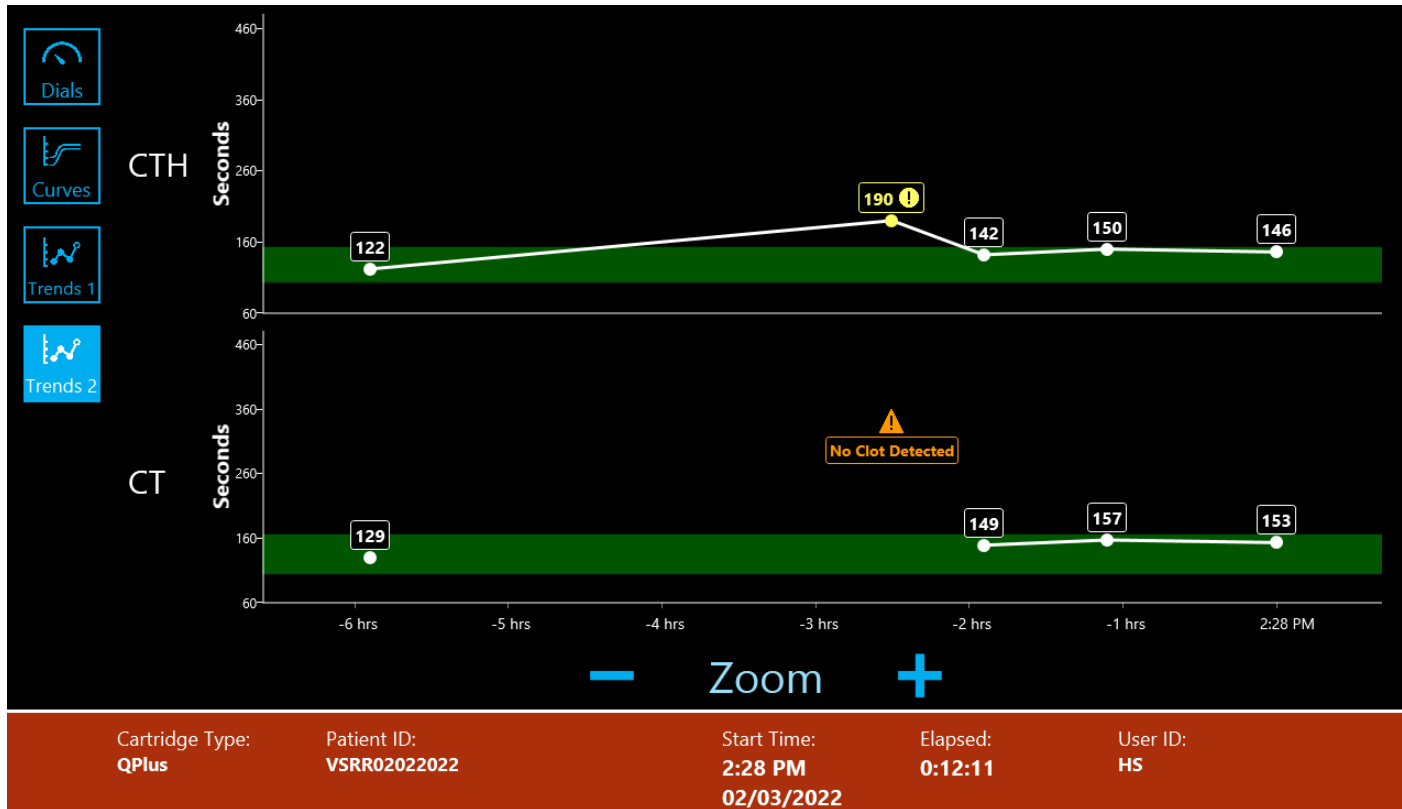 Dials
Curves
Trends 1
Trends 2
CTH
Seconds
460
360
260
160
60
122
190 !
142
150
146
CT
Seconds
460
360
260
160
60
!
No Clot Detected
129
149
157
153
-6 hrs
-5 hrs
-4 hrs
-3 hrs
-2 hrs
-1 hrs
2:28 PM
Zoom
Cartridge Type:
QPlus
Patient ID:
VSRR02022022
Start Time:
2:28 PM
02/03/2022
Elapsed:
0:12:11
User ID:
HS